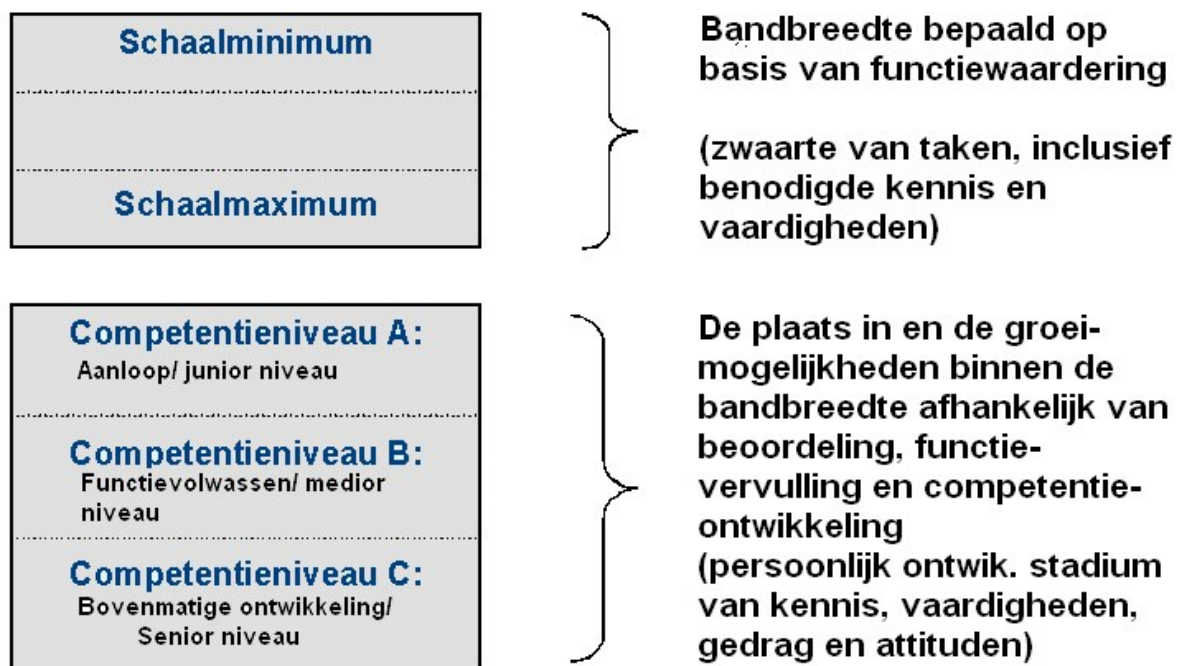 Schaalminimum
Schaalmaximum
Bandbreedte bepaald op
basis van functiewaardering
(zwaarte van taken, inclusief
benodigde kennis en
vaardigheden)
Competentieniveau A:
Aanloop/ junior niveau
Competentieniveau B:
Functievolwassen/ medior
niveau
Competentieniveau C:
Bovenmatige ontwikkeling/
Senior niveau
De plaats in en de groei-
mogelijkheden binnen de
bandbreedte afhankelijk van
beoordeling, functie-
vervulling en competentie-
ontwikkeling
(persoonlijk ontwik. stadium
van kennis, vaardigheden,
gedrag en attituden)